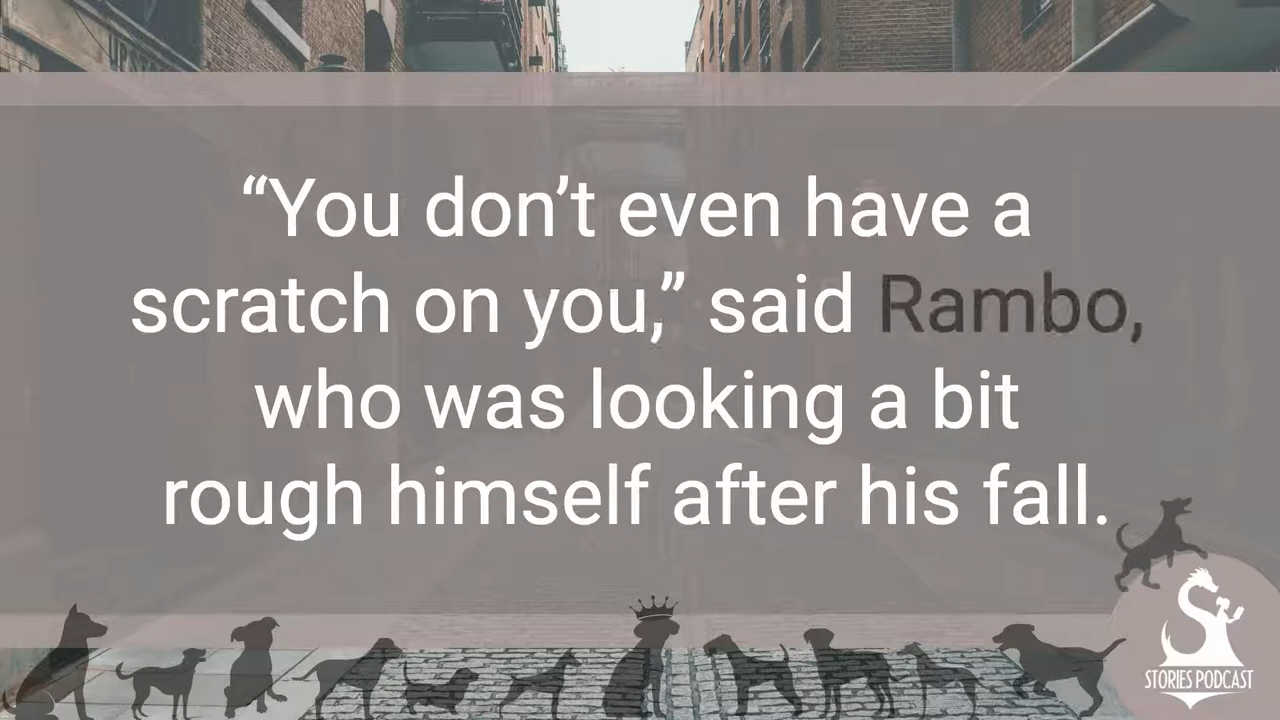 “You don’t even have a
scratch on you,” said Rambo,
who was looking a bit
rough himself after his fall.
STORIES PODCAST